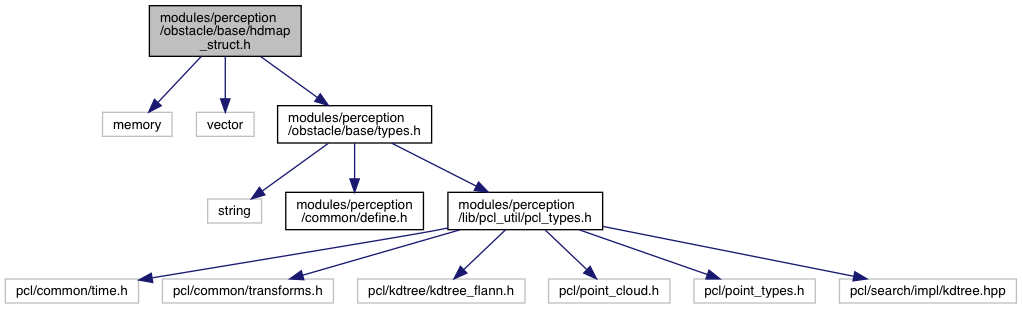 modules/perception
/obstacle/base/hdmap
_struct.h
memory
vector
modules/perception
/obstacle/base/types.h
string
modules/perception
/common/define.h
modules/perception
/lib/pcl_util/pcl_types.h
pcl/common/time.h
pcl/common/transforms.h
pcl/kdtree/kdtree_flann.h
pcl/point_cloud.h
pcl/point_types.h
pcl/search/impl/kdtree.hpp